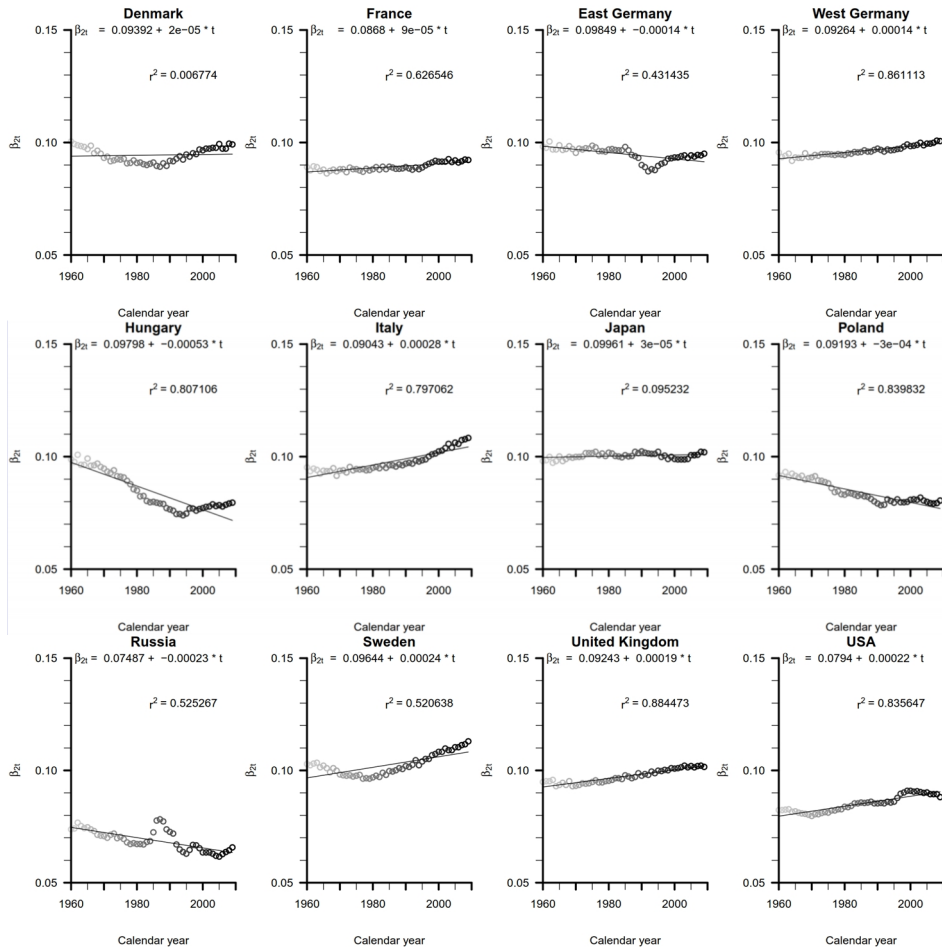 Denmark
β2t = 0.09392 + 2e−05 * t
r2 = 0.006774
0.15
0.10
0.05
β2t
1960 1980 2000
Calendar year
France
β2t = 0.0868 + 9e−05 * t
r2 = 0.626546
0.15
0.10
0.05
β2t
1960 1980 2000
Calendar year
East Germany
β2t = 0.09849 + −0.00014 * t
r2 = 0.431435
0.15
0.10
0.05
β2t
1960 1980 2000
Calendar year
West Germany
β2t = 0.09264 + 0.00014 * t
r2 = 0.861113
0.15
0.10
0.05
β2t
1960 1980 2000
Calendar year
Hungary
β2t = 0.09798 + −0.00053 * t
r2 = 0.807106
0.15
0.10
0.05
β2t
1960 1980 2000
Calendar year
Italy
β2t = 0.09043 + 0.00028 * t
r2 = 0.797062
0.15
0.10
0.05
β2t
1960 1980 2000
Calendar year
Japan
β2t = 0.09961 + 3e−05 * t
r2 = 0.095232
0.15
0.10
0.05
β2t
1960 1980 2000
Calendar year
Poland
β2t = 0.09193 + −3e−04 * t
r2 = 0.839832
0.15
0.10
0.05
β2t
1960 1980 2000
Calendar year
Russia
β2t = 0.07487 + −0.00023 * t
r2 = 0.525267
0.15
0.10
0.05
β2t
1960 1980 2000
Calendar year
Sweden
β2t = 0.09644 + 0.00024 * t
r2 = 0.520638
0.15
0.10
0.05
β2t
1960 1980 2000
Calendar year
United Kingdom
β2t = 0.09243 + 0.00019 * t
r2 = 0.884473
0.15
0.10
0.05
β2t
1960 1980 2000
Calendar year
USA
β2t = 0.0794 + 0.00022 * t
r2 = 0.835647
0.15
0.10
0.05
β2t
1960 1980 2000
Calendar year